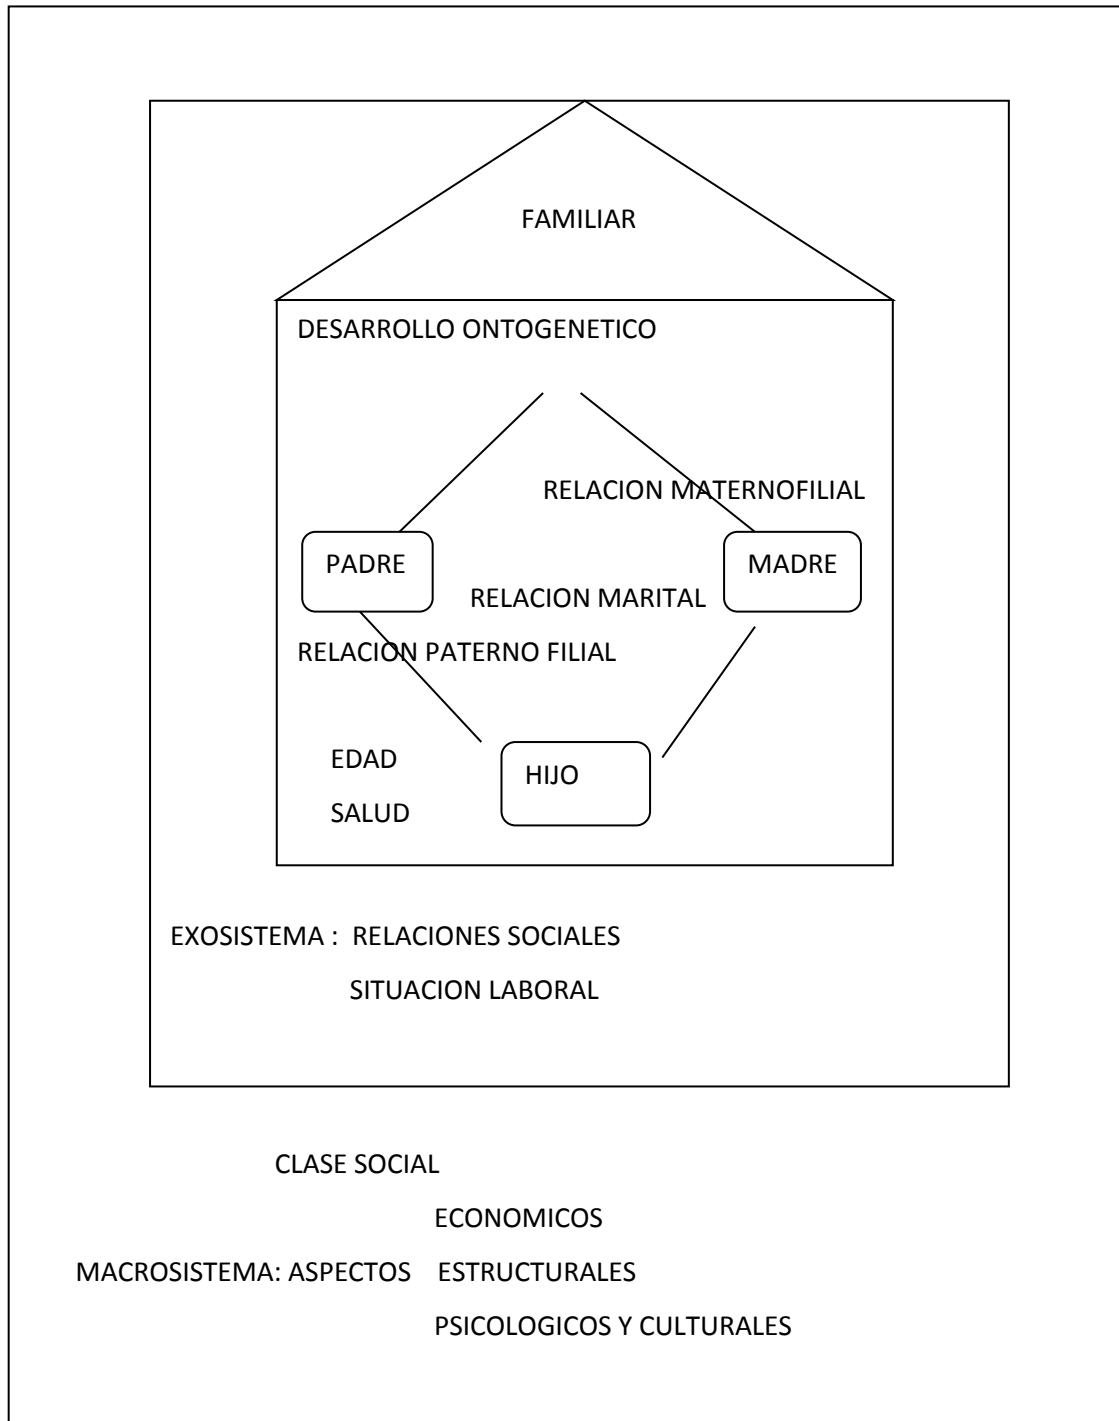 FAMILIAR
DESARROLLO ONTOGENETICO
RELACION MATERNOFILIAL
PADRE
MADRE
RELACION MARITAL
RELACION PATERNO FILIAL
EDAD
HIJO
SALUD
EXOSISTEMA : RELACIONES SOCIALES
SITUACION LABORAL
CLASE SOCIAL
ECONOMICOS
MACROSISTEMA: ASPECTOS ESTRUCTURALES
PSICOLOGICOS Y CULTURALES